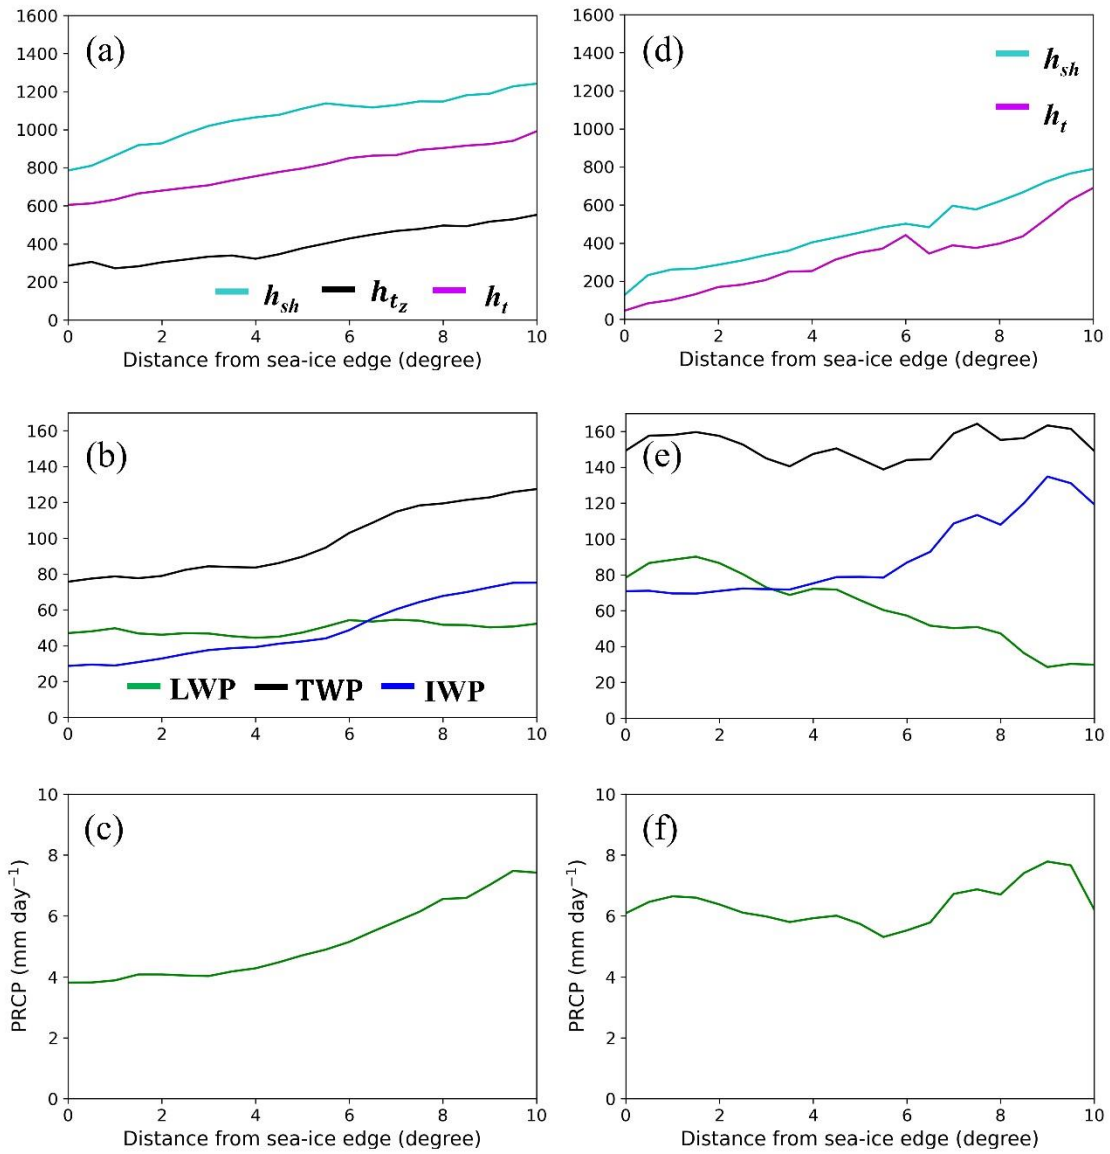 (a)
1600
1400
1200
1000
800
600
400
200
0
h_sh h_t_z h_t
0 2 4 6 8 10
Distance from sea-ice edge (degree)
(d)
1600
1400
1200
1000
800
600
400
200
0
h_sh
h_t
0 2 4 6 8 10
Distance from sea-ice edge (degree)
(b)
160
140
120
100
80
60
40
20
0
LWP TWP IWP
0 2 4 6 8 10
(e)
160
140
120
100
80
60
40
20
0
0 2 4 6 8 10
(c)
PRCP (mm day⁻¹)
10
8
6
4
2
0
0 2 4 6 8 10
Distance from sea-ice edge (degree)
(f)
PRCP (mm day⁻¹)
10
8
6
4
2
0
0 2 4 6 8 10
Distance from sea-ice edge (degree)